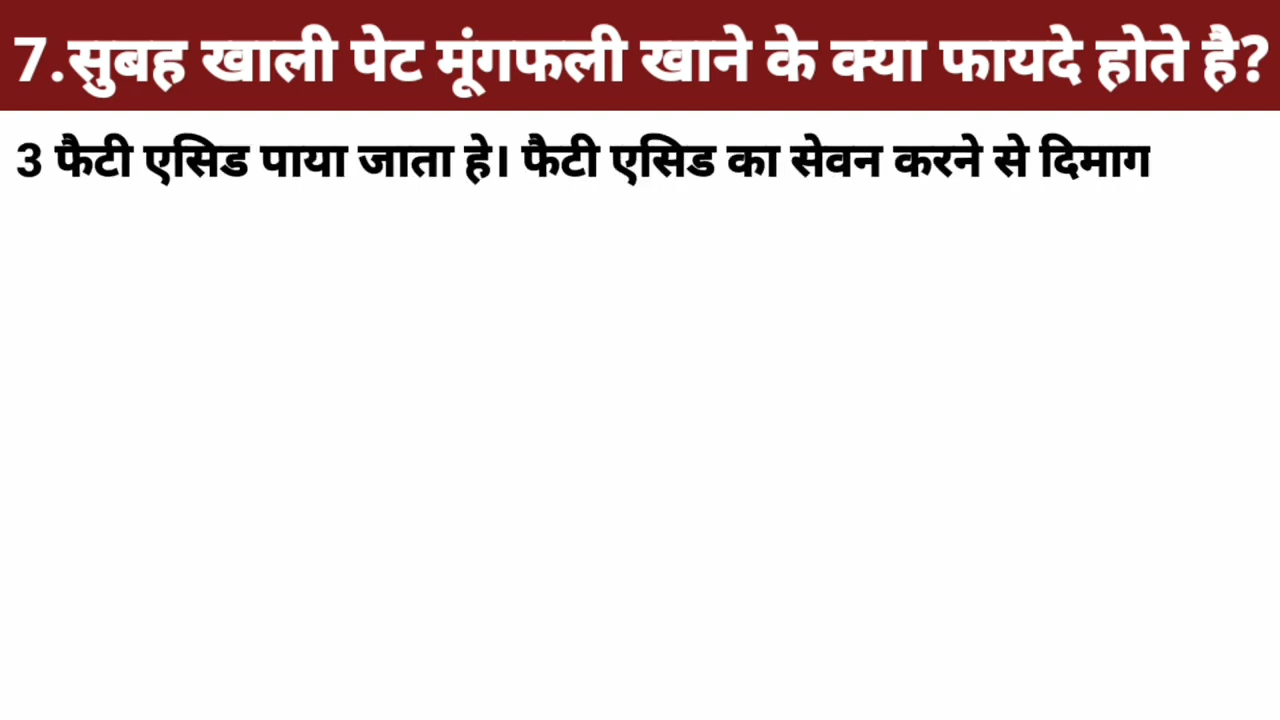 7.सुबह खाली पेट मूंगफली खाने के क्या फायदे होते है?
3 फैटी एसिड पाया जाता हे। फैटी एसिड का सेवन करने से दिमाग